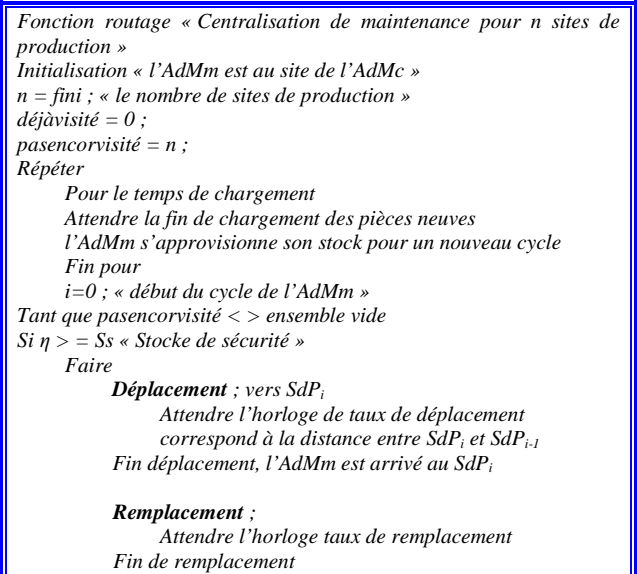 Fonction routage « Centralisation de maintenance pour n sites de
production »
Initialisation « l'AdMm est au site de l'AdMc »
n = fini ; « le nombre de sites de production »
déjàvisité = 0 ;
pasencorvisité = n ;
Répéter
Pour le temps de chargement
Attendre la fin de chargement des pièces neuves
l'AdMm s'approvisionne son stock pour un nouveau cycle
Fin pour
i=0 ; « début du cycle de l'AdMm »
Tant que pasencorvisité < > ensemble vide
Si η > = Ss « Stocke de sécurité »
Faire
Déplacement ; vers SdPi
Attendre l'horloge de taux de déplacement
correspond à la distance entre SdPi et SdPi-1
Fin déplacement, l'AdMm est arrivé au SdPi
Remplacement ;
Attendre l'horloge taux de remplacement
Fin de remplacement